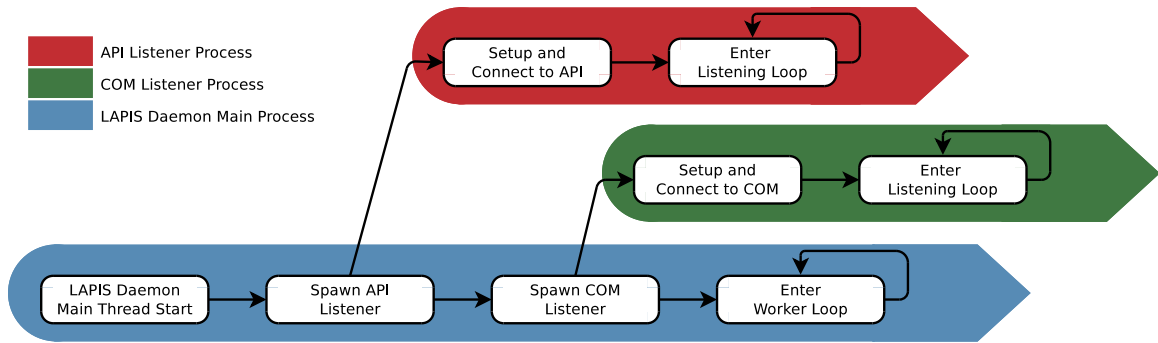 API Listener Process
COM Listener Process
LAPIS Daemon Main Process
Setup and
Connect to API
Enter
Listening Loop
Setup and
Connect to COM
Enter
Listening Loop
LAPIS Daemon
Main Thread Start
Spawn API
Listener
Spawn COM
Listener
Enter
Worker Loop